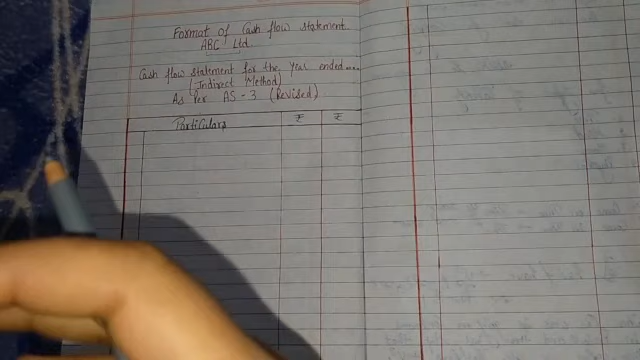 Format of Cash flow statement
ABC Ltd.
Cash flow statement for the Year ended....
[Indirect Method]
As Per AS - 3 (Revised)
Particulars ₹ ₹